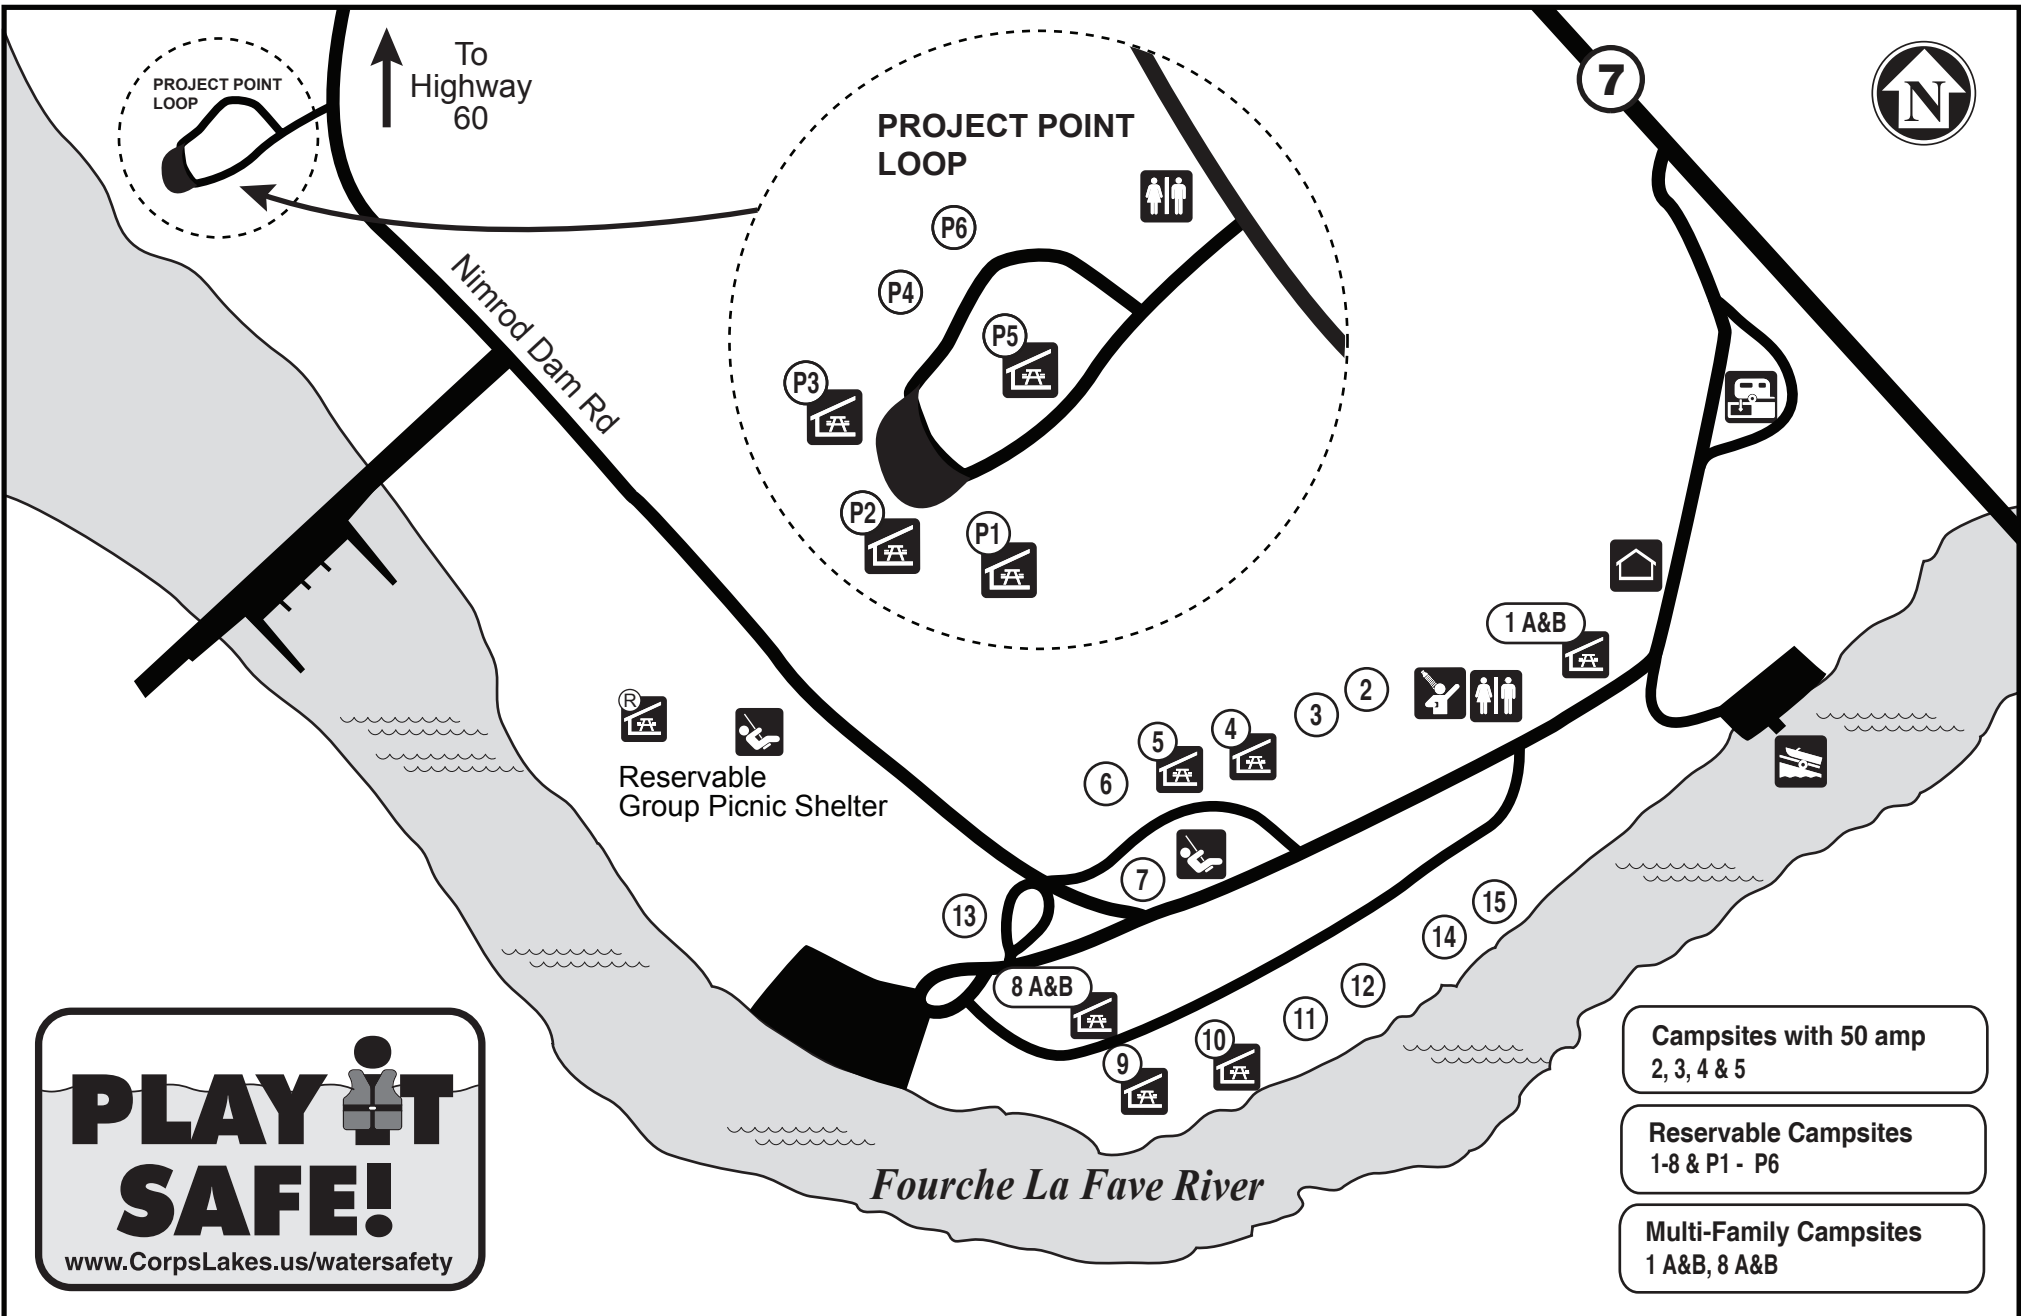 PROJECT POINT
LOOP
To
Highway
60
7
N
PROJECT POINT
LOOP
P6
P4
P5
P3
P2
P1
Nimrod Dam Rd
1 A&B
2
3
4
5
6
7
R
Reservable
Group Picnic Shelter
13
8 A&B
15
14
12
11
10
9
Fourche La Fave River
PLAY IT
SAFE!
www.CorpsLakes.us/watersafety
Campsites with 50 amp
2, 3, 4 & 5
Reservable Campsites
1-8 & P1 - P6
Multi-Family Campsites
1 A&B, 8 A&B